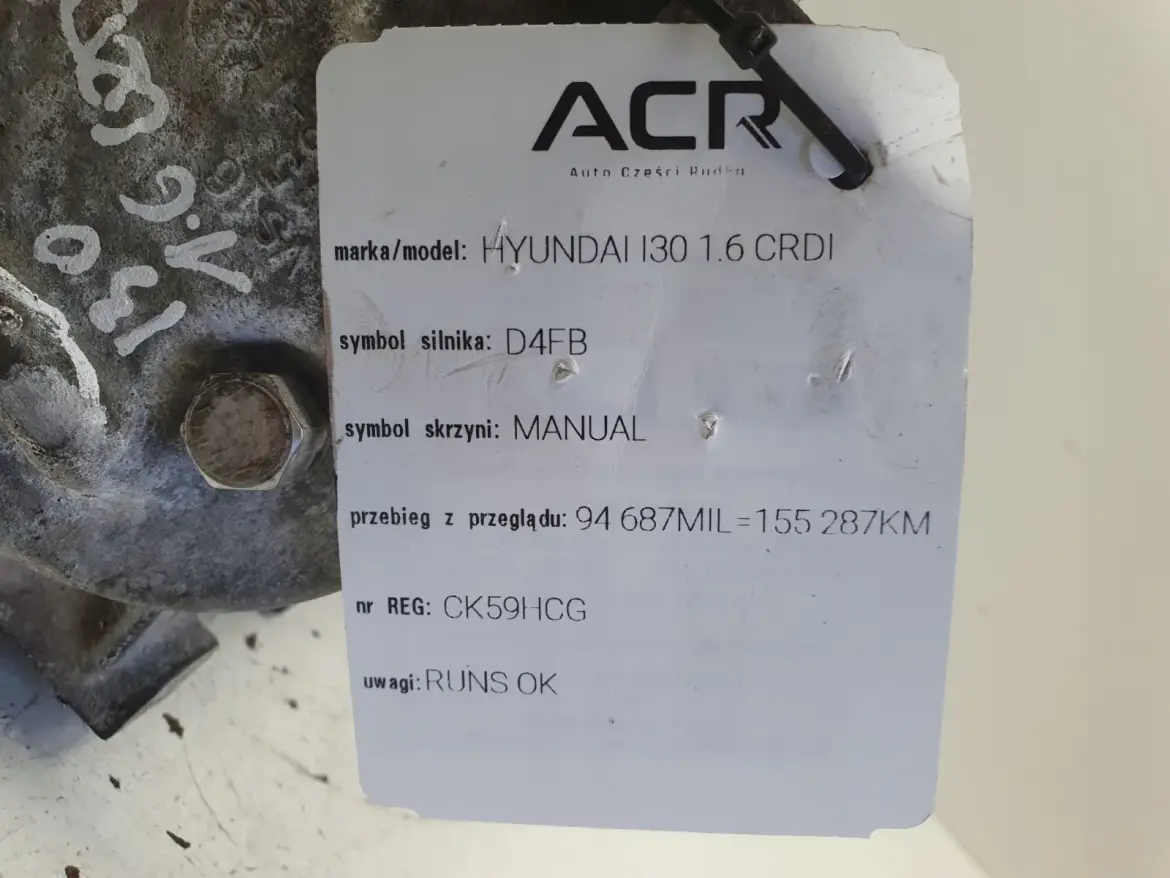 ACR
Auto Części Rudka
marka/model: HYUNDAI I30 1.6 CRDI
symbol silnika: D4FB
symbol skrzyni: MANUAL
przebieg z przeglądu: 94 687MIL=155 287KM
nr REG: CK59HCG
uwagi: RUNS OK
I30